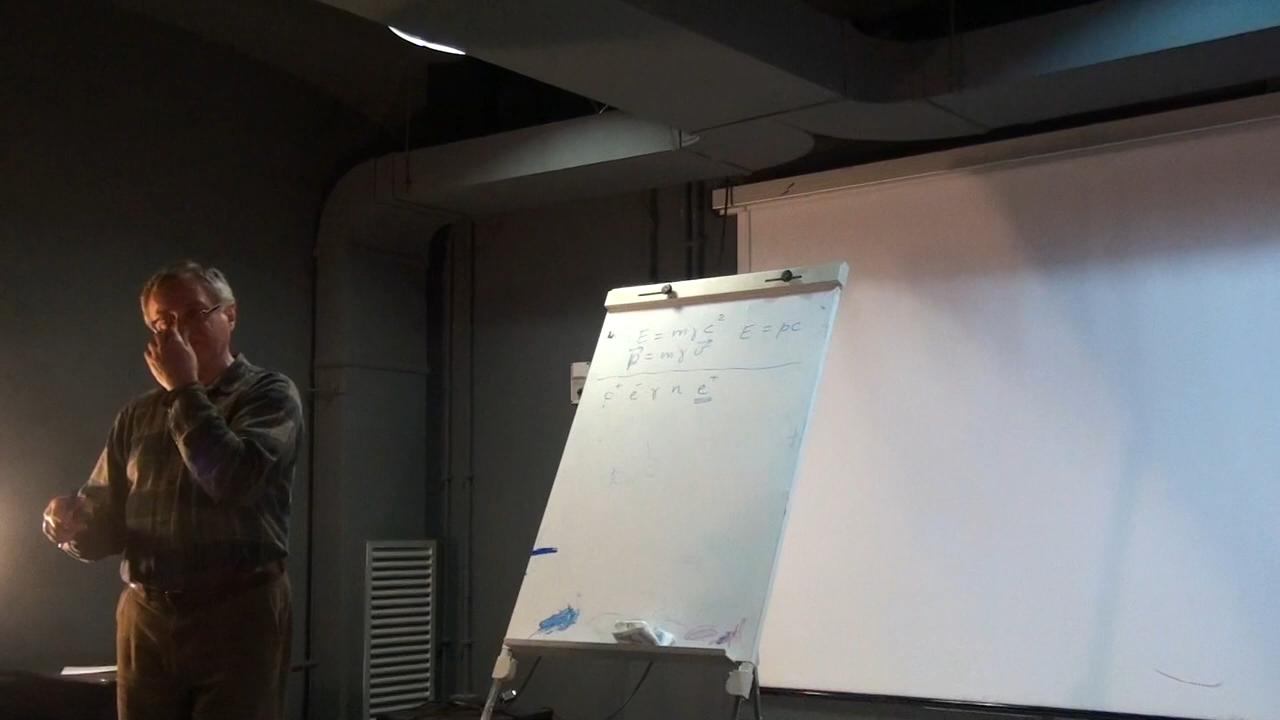 E = mγc² E = pc
p⃗ = mγv⃗
e⁻ γ n e⁺